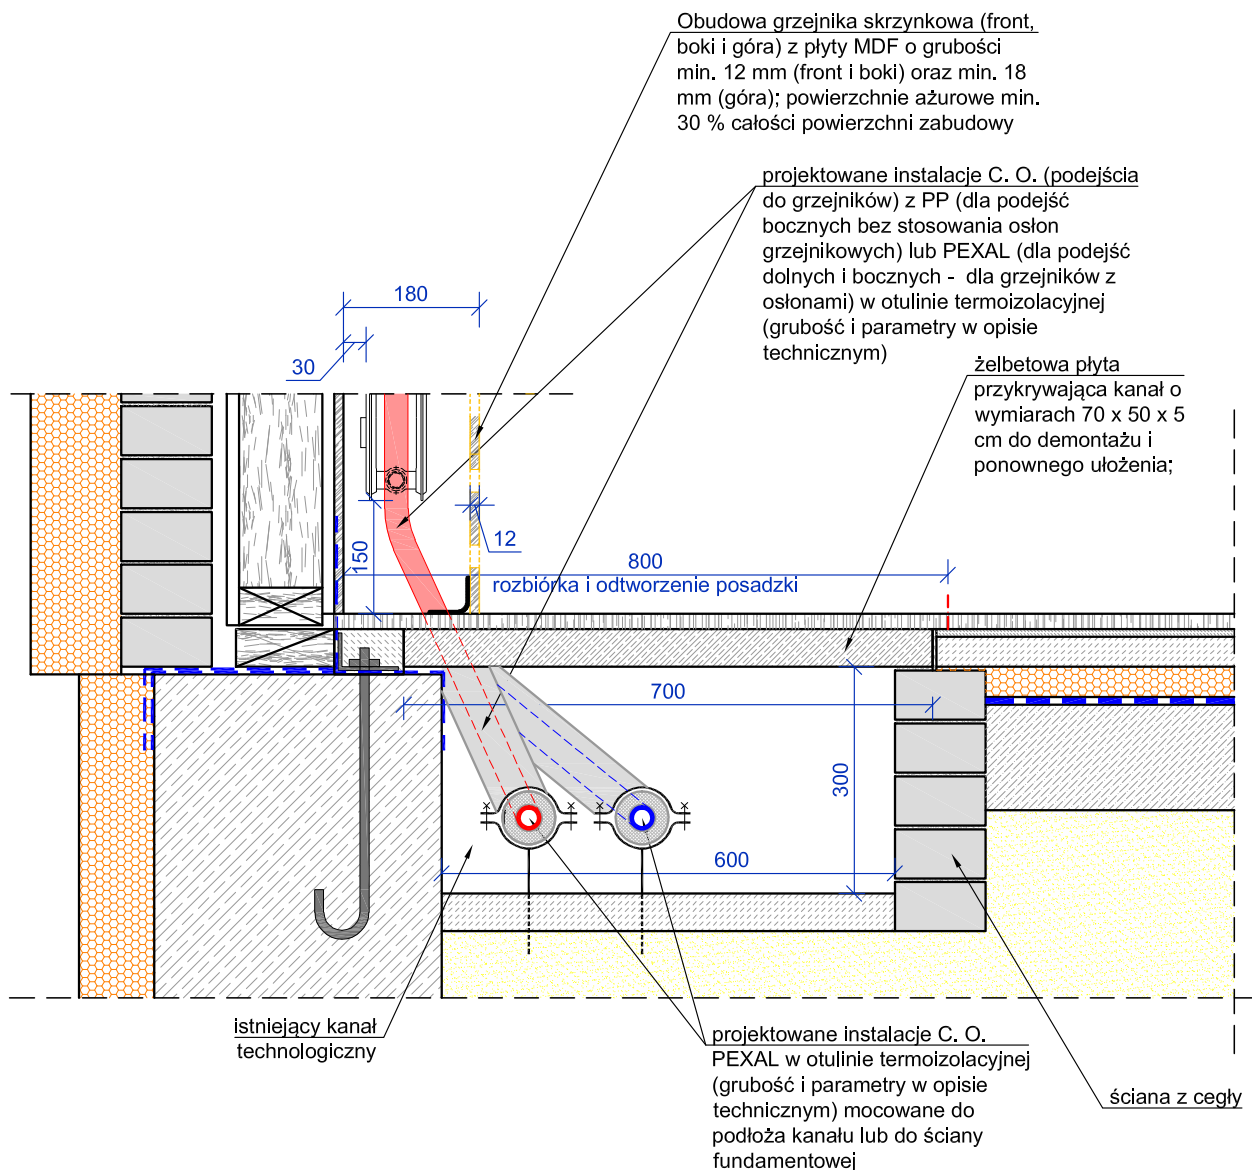 Obudowa grzejnika skrzynkowa (front,
boki i góra) z płyty MDF o grubości
min. 12 mm (front i boki) oraz min. 18
mm (góra); powierzchnie ażurowe min.
30 % całości powierzchni zabudowy
projektowane instalacje C. O. (podejścia
do grzejników) z PP (dla podejść
bocznych bez stosowania osłon
grzejnikowych) lub PEXAL (dla podejść
dolnych i bocznych - dla grzejników z
osłonami) w otulinie termoizolacyjnej
(grubość i parametry w opisie
technicznym)
180
30
żelbetowa płyta
przykrywająca kanał o
wymiarach 70 x 50 x 5
cm do demontażu i
ponownego ułożenia;
12
150
800
rozbiórka i odtworzenie posadzki
700
300
600
istniejący kanał
technologiczny
projektowane instalacje C. O.
PEXAL w otulinie termoizolacyjnej
(grubość i parametry w opisie
technicznym) mocowane do
podłoża kanału lub do ściany
fundamentowej
ściana z cegły